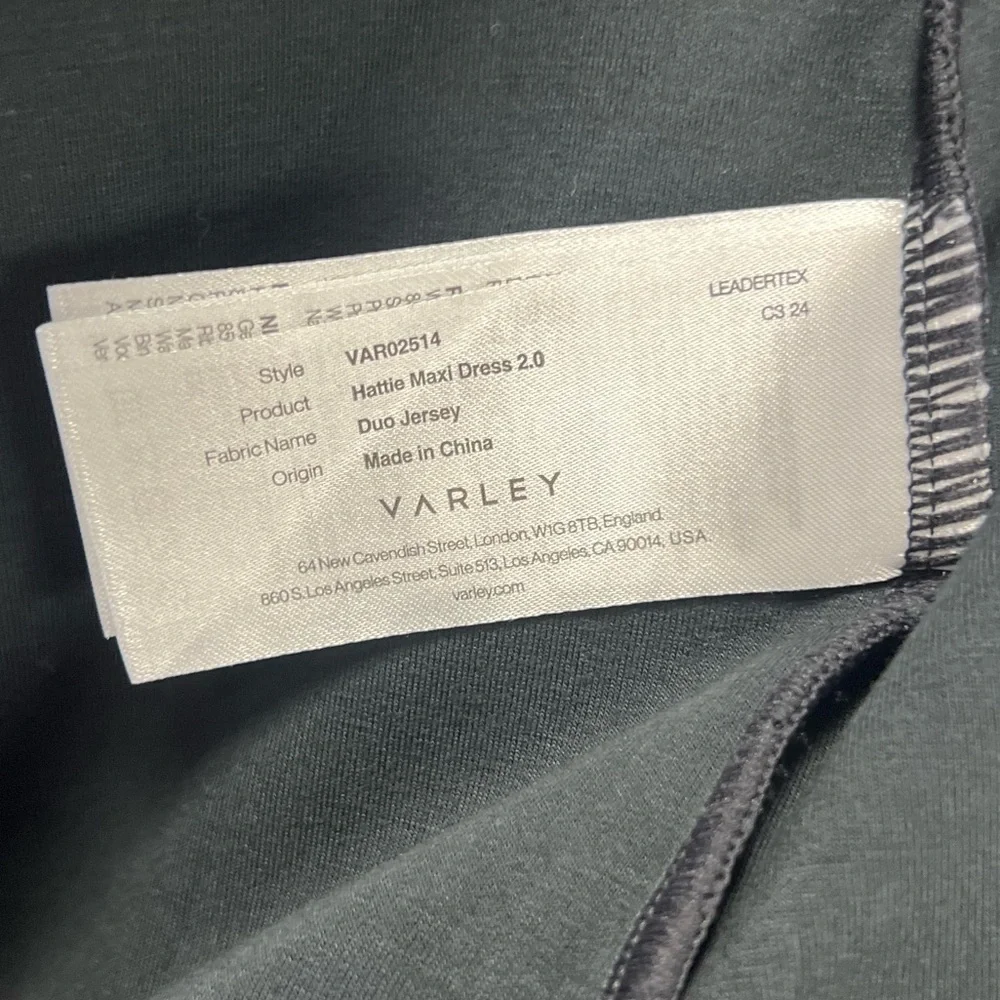 LEADERTEX
C3 24
Style VAR02514
Product Hattie Maxi Dress 2.0
Fabric Name Duo Jersey
Origin Made in China
VARLEY
64 New Cavendish Street, London, W1G 8TB, England.
860 S. Los Angeles Street, Suite 513, Los Angeles, CA 90014, USA
varley.com